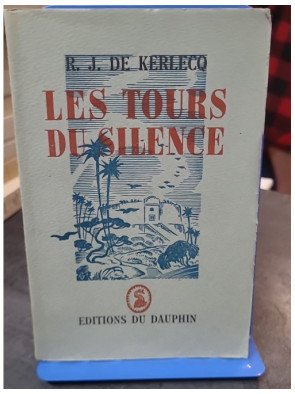 R. J. DE KERLECQ
LES TOURS
DU SILENCE
EDITIONS DU DAUPHIN